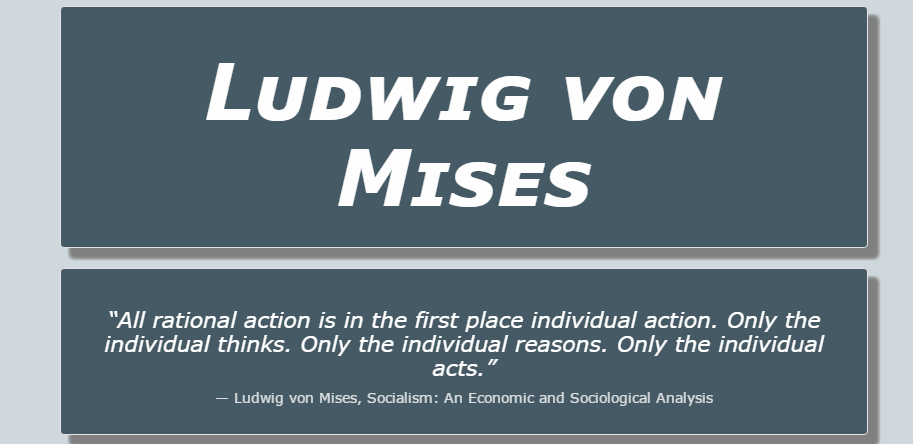 Ludwig von
Mises
“All rational action is in the first place individual action. Only the
individual thinks. Only the individual reasons. Only the individual
acts.”
— Ludwig von Mises, Socialism: An Economic and Sociological Analysis